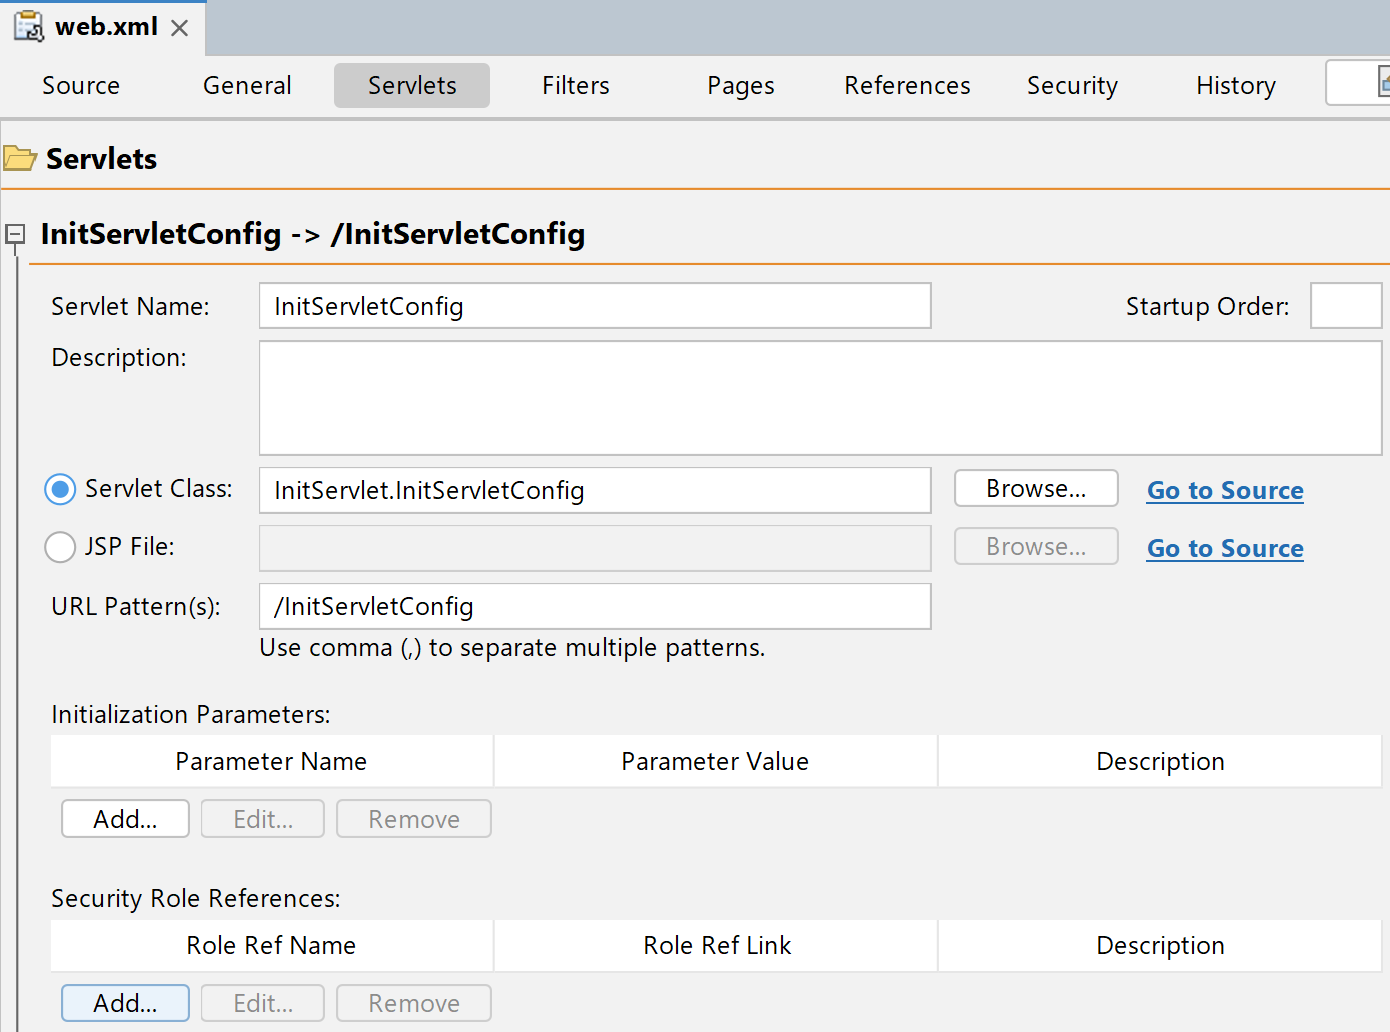 web.xml
Source General Servlets Filters Pages References Security History
Servlets
InitServletConfig -> /InitServletConfig
Servlet Name: InitServletConfig Startup Order:
Description:
Servlet Class: InitServlet.InitServletConfig Browse... Go to Source
JSP File: Browse... Go to Source
URL Pattern(s): /InitServletConfig
Use comma (,) to separate multiple patterns.
Initialization Parameters:
Parameter Name Parameter Value Description
Add... Edit... Remove
Security Role References:
Role Ref Name Role Ref Link Description
Add... Edit... Remove